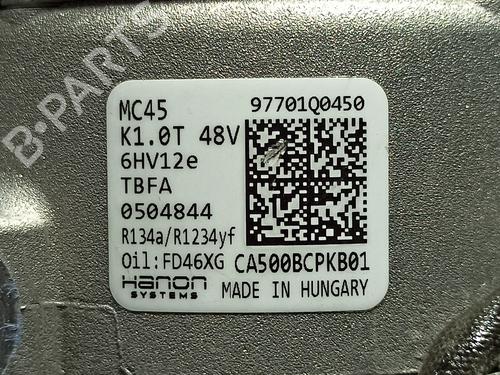 B-PARTS
MC45
97701Q0450
K1.0T 48V
6HV12e
TBFA
0504844
R134a/R1234yf
Oil:FD46XG
CA500BCPKB01
Hanon
SYSTEMS
MADE IN HUNGARY